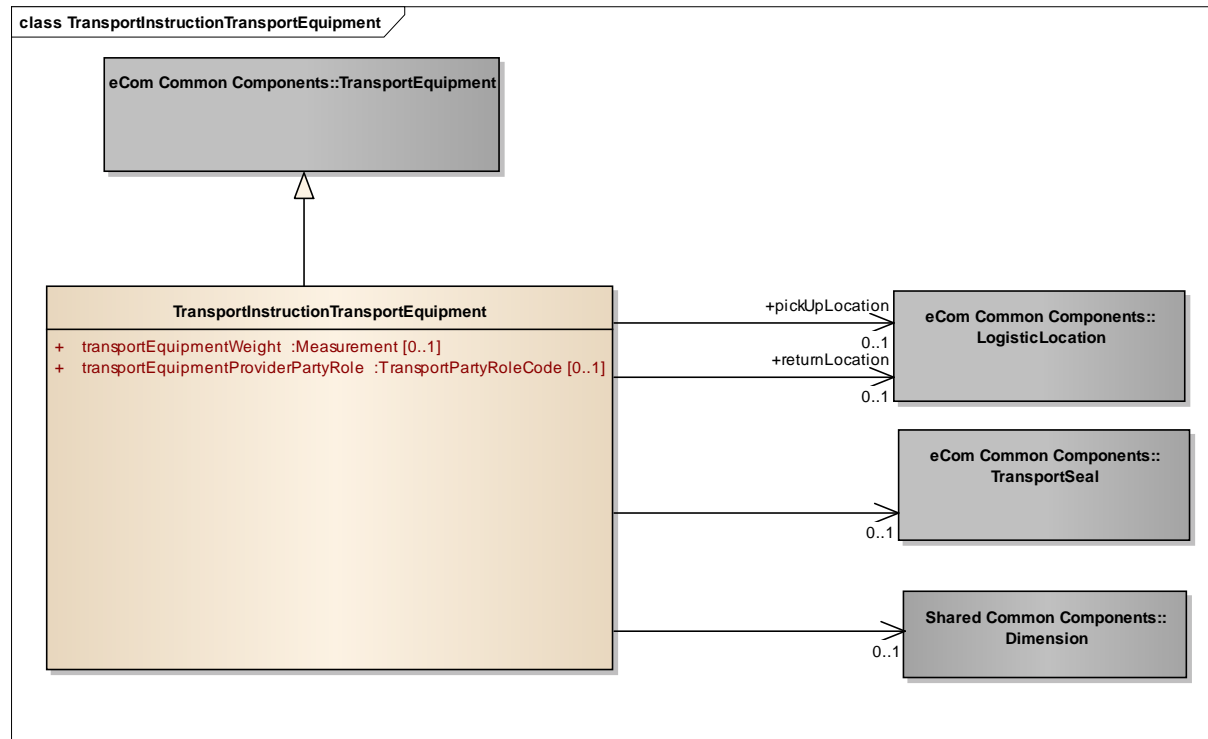 class TransportInstructionTransportEquipment
eCom Common Components::TransportEquipment
TransportInstructionTransportEquipment
+ transportEquipmentWeight :Measurement [0..1]
+ transportEquipmentProviderPartyRole :TransportPartyRoleCode [0..1]
+pickUpLocation
0..1
+returnLocation
0..1
eCom Common Components::
LogisticLocation
eCom Common Components::
TransportSeal
0..1
Shared Common Components::
Dimension
0..1